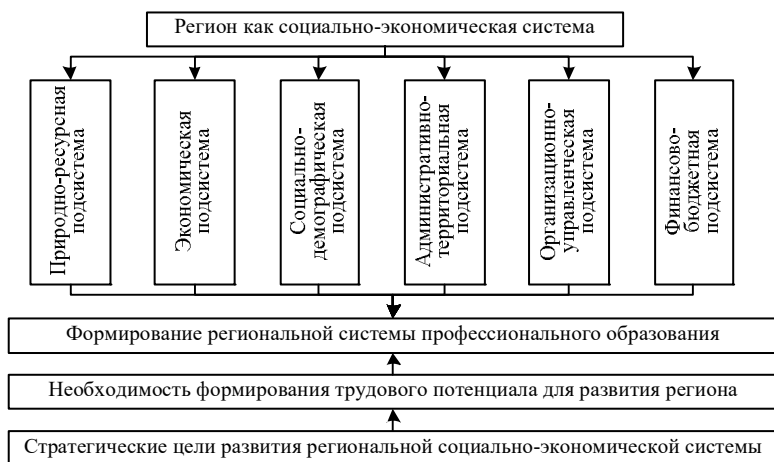 Регион как социально-экономическая система
Природно-ресурсная
подсистема
Экономическая
подсистема
Социально-
демографическая
подсистема
Административно-
территориальная
подсистема
Организационно-
управленческая
подсистема
Финансово-
бюджетная
подсистема
Формирование региональной системы профессионального образования
Необходимость формирования трудового потенциала для развития региона
Стратегические цели развития региональной социально-экономической системы